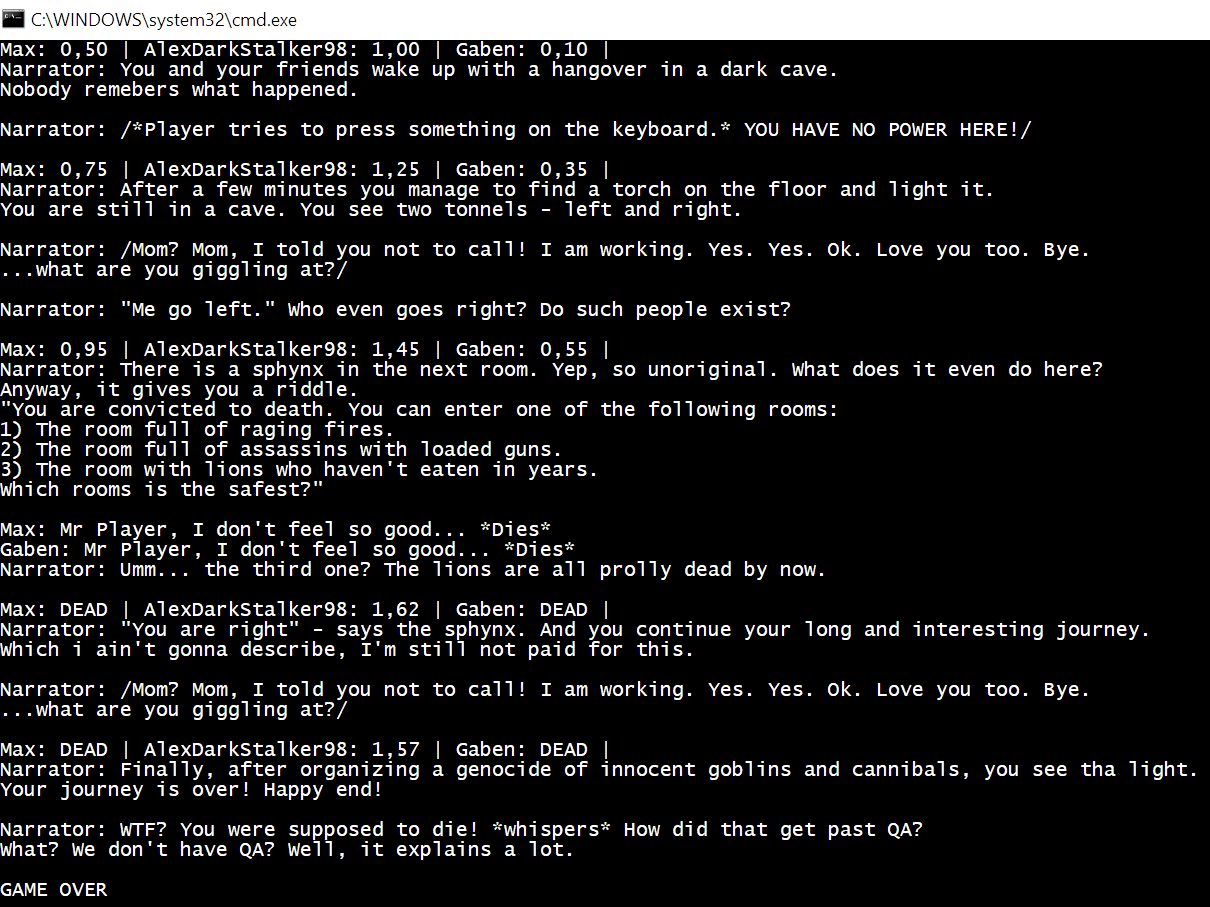 C:\WINDOWS\system32\cmd.exe
Max: 0,50 | AlexDarkStalker98: 1,00 | Gaben: 0,10 |
Narrator: You and your friends wake up with a hangover in a dark cave.
Nobody remebers what happened.
Narrator: /*Player tries to press something on the keyboard.* YOU HAVE NO POWER HERE!/
Max: 0,75 | AlexDarkStalker98: 1,25 | Gaben: 0,35 |
Narrator: After a few minutes you manage to find a torch on the floor and light it.
You are still in a cave. You see two tonnels - left and right.
Narrator: /Mom? Mom, I told you not to call! I am working. Yes. Yes. Ok. Love you too. Bye.
...what are you giggling at?/
Narrator: "Me go left." Who even goes right? Do such people exist?
Max: 0,95 | AlexDarkStalker98: 1,45 | Gaben: 0,55 |
Narrator: There is a sphynx in the next room. Yep, so unoriginal. What does it even do here?
Anyway, it gives you a riddle.
"You are convicted to death. You can enter one of the following rooms:
1) The room full of raging fires.
2) The room full of assassins with loaded guns.
3) The room with lions who haven't eaten in years.
Which rooms is the safest?"
Max: Mr Player, I don't feel so good... *Dies*
Gaben: Mr Player, I don't feel so good... *Dies*
Narrator: Umm... the third one? The lions are all prolly dead by now.
Max: DEAD | AlexDarkStalker98: 1,62 | Gaben: DEAD |
Narrator: "You are right" - says the sphynx. And you continue your long and interesting journey.
Which i ain't gonna describe, I'm still not paid for this.
Narrator: /Mom? Mom, I told you not to call! I am working. Yes. Yes. Ok. Love you too. Bye.
...what are you giggling at?/
Max: DEAD | AlexDarkStalker98: 1,57 | Gaben: DEAD |
Narrator: Finally, after organizing a genocide of innocent goblins and cannibals, you see tha light.
Your journey is over! Happy end!
Narrator: WTF? You were supposed to die! *whispers* How did that get past QA?
What? We don't have QA? Well, it explains a lot.
GAME OVER